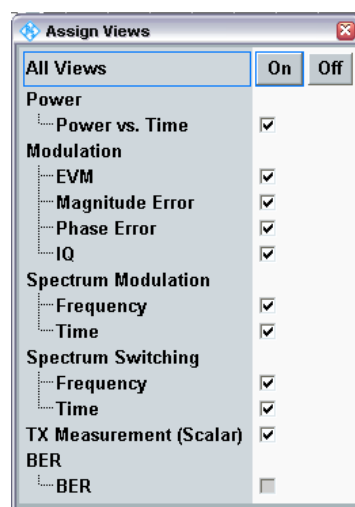 Assign Views
All Views On Off
Power
Power vs. Time
Modulation
EVM
Magnitude Error
Phase Error
IQ
Spectrum Modulation
Frequency
Time
Spectrum Switching
Frequency
Time
TX Measurement (Scalar)
BER
BER